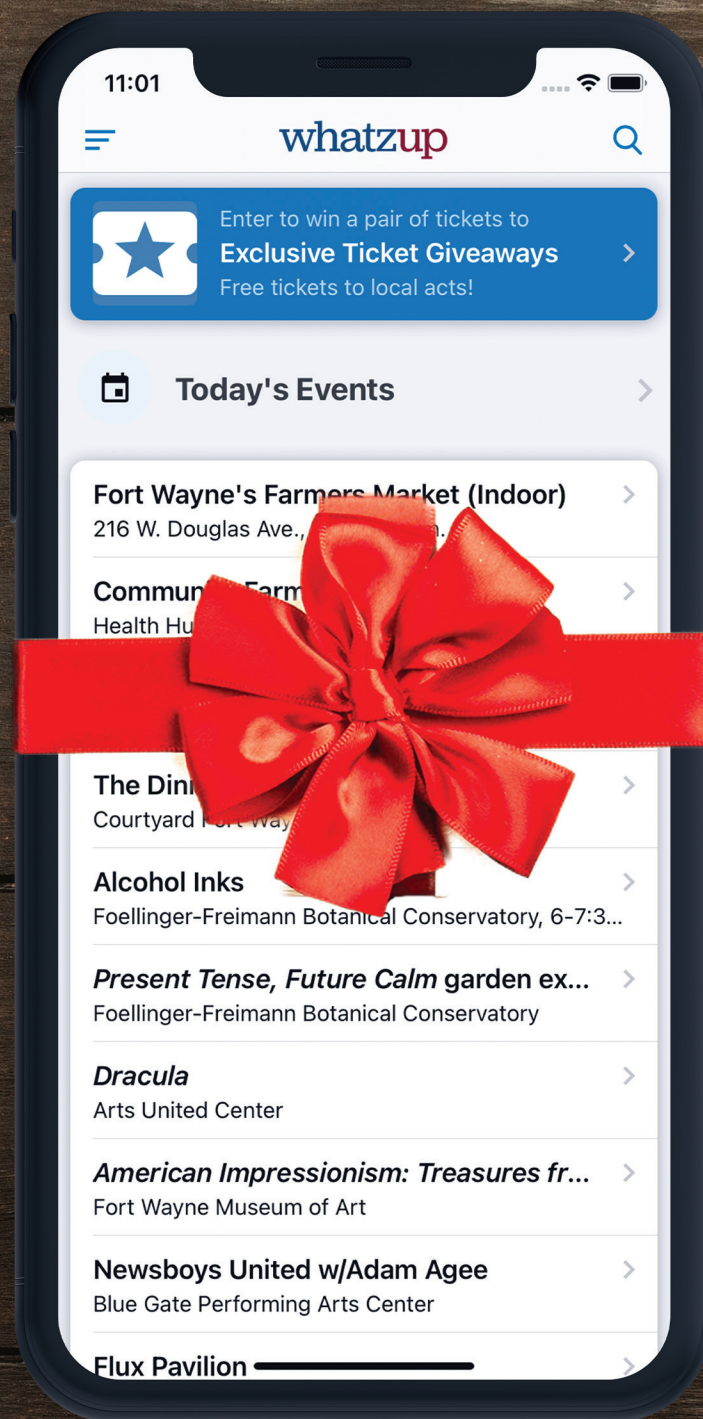 11:01
whatzup
Enter to win a pair of tickets to
Exclusive Ticket Giveaways
Free tickets to local acts!
Today's Events
Fort Wayne's Farmers Market (Indoor)
216 W. Douglas Ave.,
Health
The
Courtyard Fort
Alcohol Inks
Foellinger-Freimann Botanical Conservatory, 6-7:3...
Present Tense, Future Calm garden ex...
Foellinger-Freimann Botanical Conservatory
Dracula
Arts United Center
American Impressionism: Treasures fr...
Fort Wayne Museum of Art
Newsboys United w/Adam Agee
Blue Gate Performing Arts Center
Flux Pavilion